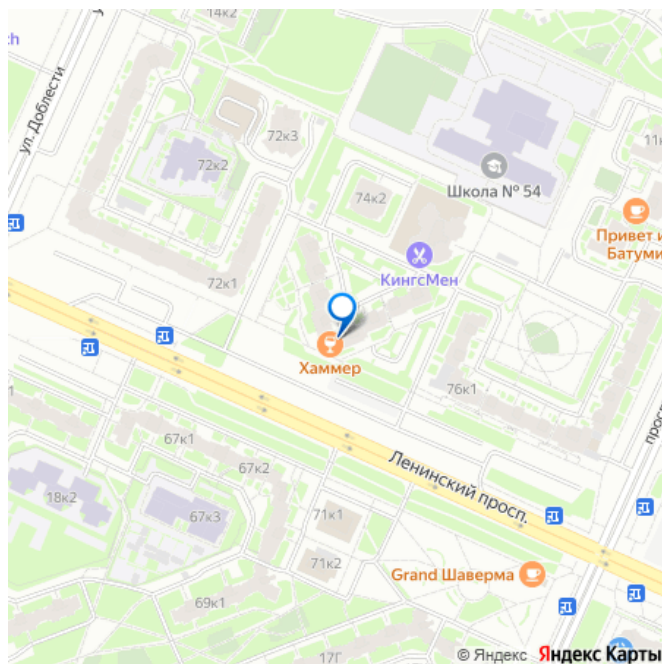 ул. Доблести
72к3
72к2
Школа № 54
74к2
Привет и
Батуми
КингсМен
72к1
Хаммер
76к1
67к1
67к2
Ленинский просп.
18к2
67к3
71к1
71к2
Grand Шаверма
69к1
17Г
© Яндекс Яндекс Карты